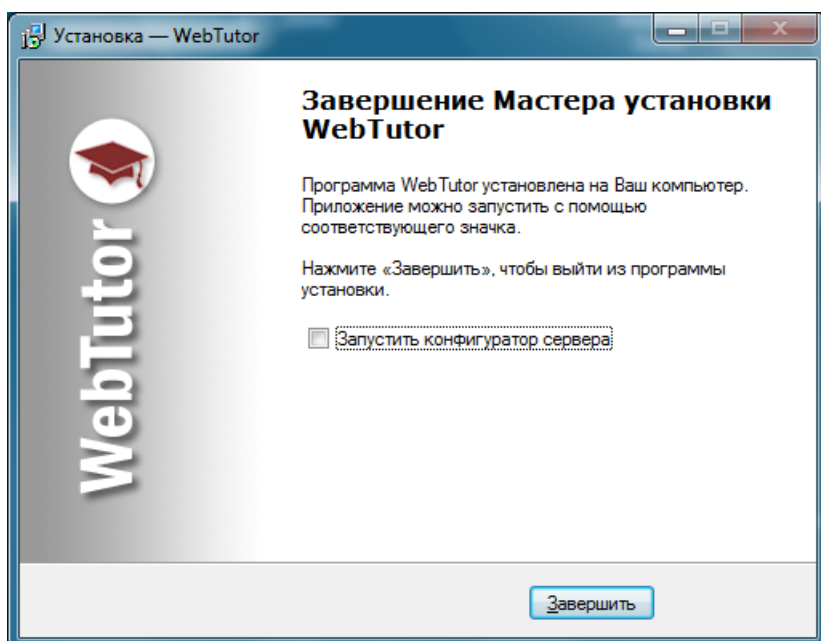 Установка — WebTutor
Завершение Мастера установки
WebTutor
Программа WebTutor установлена на Ваш компьютер.
Приложение можно запустить с помощью
соответствующего значка.
Нажмите «Завершить», чтобы выйти из программы
установки.
Запустить конфигуратор сервера
WebTutor
Завершить